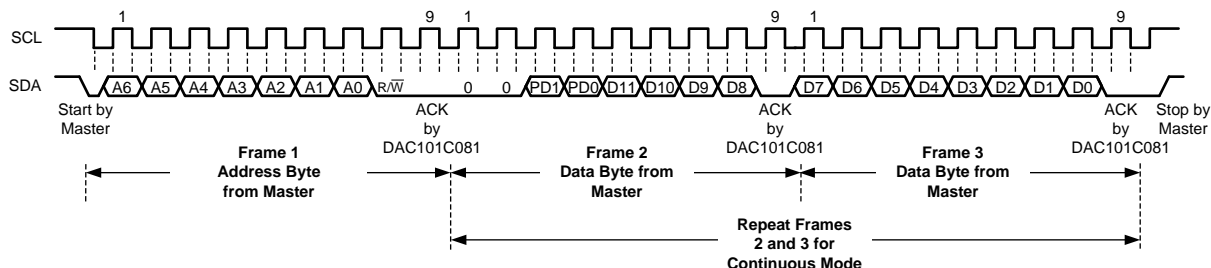 1 9 1 9 1 9
SCL
SDA A6 A5 A4 A3 A2 A1 A0 R/W 0 0 PD1 PD0 D11 D10 D9 D8 D7 D6 D5 D4 D3 D2 D1 D0
Start by
Master
ACK
by
DAC101C081
ACK
by
DAC101C081
ACK
by
DAC101C081
Stop by
Master
Frame 1
Address Byte
from Master
Frame 2
Data Byte from
Master
Frame 3
Data Byte from
Master
Repeat Frames
2 and 3 for
Continuous Mode